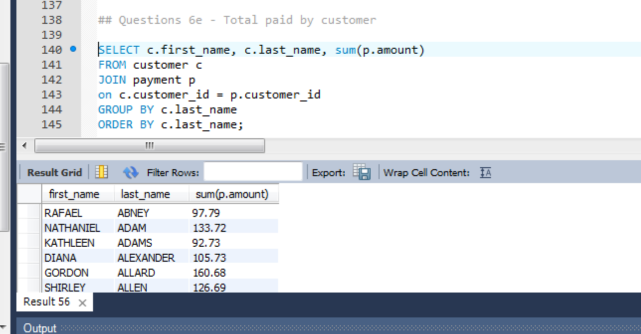 137
138 ## Questions 6e - Total paid by customer
139
140 SELECT c.first_name, c.last_name, sum(p.amount)
141 FROM customer c
142 JOIN payment p
143 on c.customer_id = p.customer_id
144 GROUP BY c.last_name
145 ORDER BY c.last_name;
Result Grid Filter Rows: Export: Wrap Cell Content: IA
first_name last_name sum(p.amount)
RAFAEL ABNEY 97.79
NATHANIEL ADAM 133.72
KATHLEEN ADAMS 92.73
DIANA ALEXANDER 105.73
GORDON ALLARD 160.68
SHIRLEY ALLEN 126.69
Result 56 ×
Output